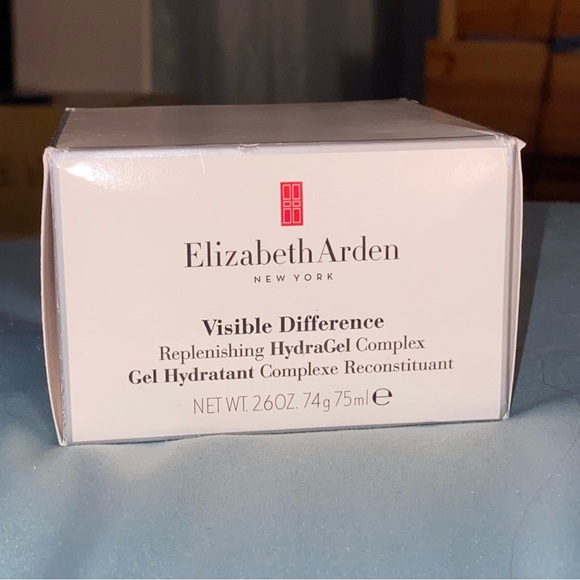 Elizabeth Arden
NEW YORK
Visible Difference
Replenishing HydraGel Complex
Gel Hydratant Complexe Reconstituant
NET WT. 2.6OZ. 74g 75ml ℮